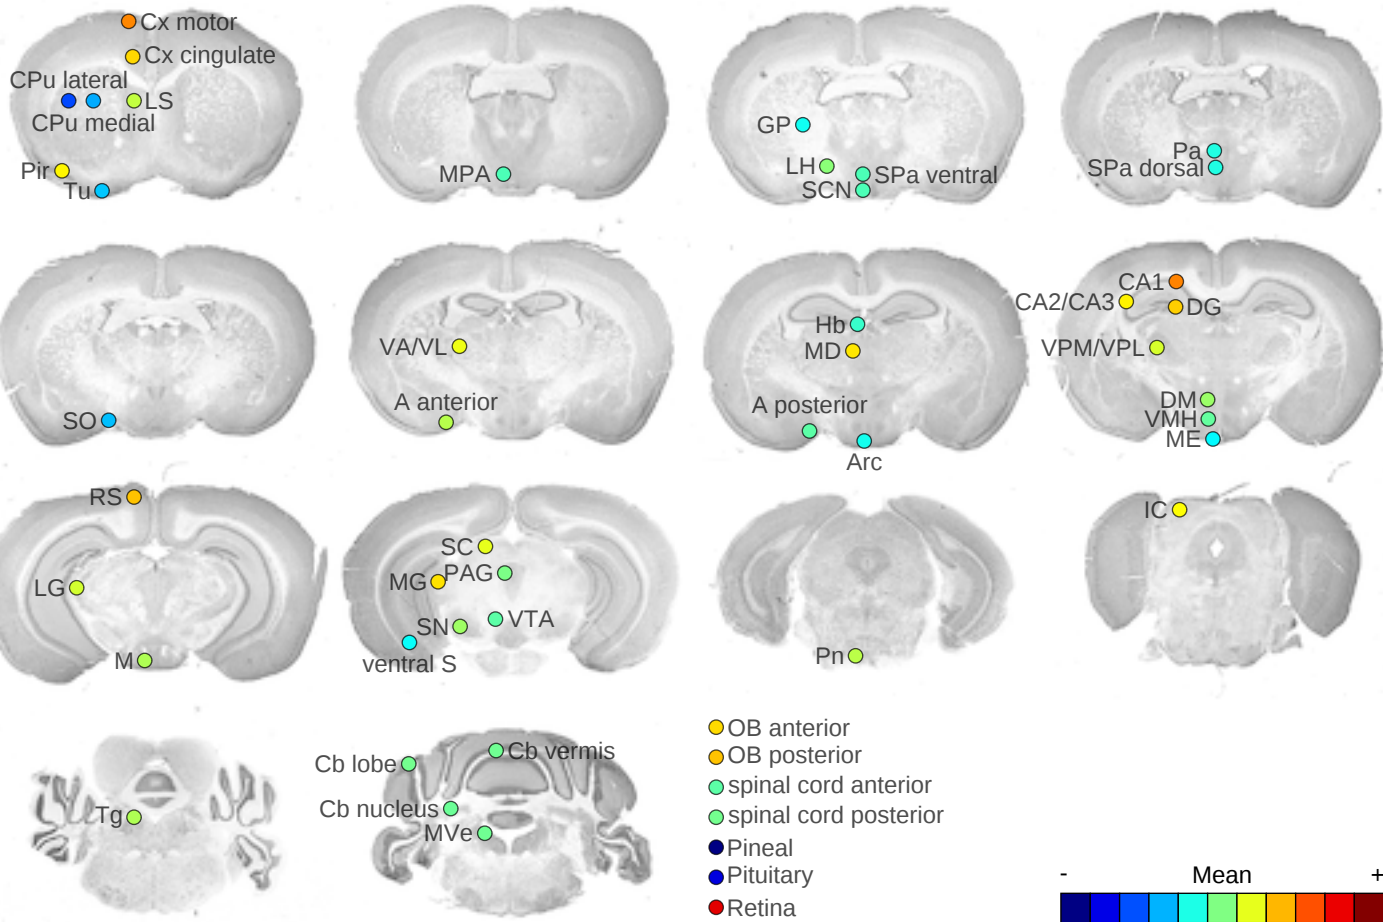 Cx motor
Cx cingulate
CPu lateral
LS
CPu medial
Pir
Tu
MPA
GP
LH
SPa ventral
SCN
Pa
SPa dorsal
SO
VA/VL
A anterior
Hb
MD
A posterior
Arc
CA1
CA2/CA3
DG
VPM/VPL
DM
VMH
ME
RS
LG
M
SC
MG
PAG
SN
VTA
ventral S
Pn
IC
Tg
Cb lobe
Cb vermis
Cb nucleus
MVe
OB anterior
OB posterior
spinal cord anterior
spinal cord posterior
Pineal
Pituitary
Retina
- Mean +